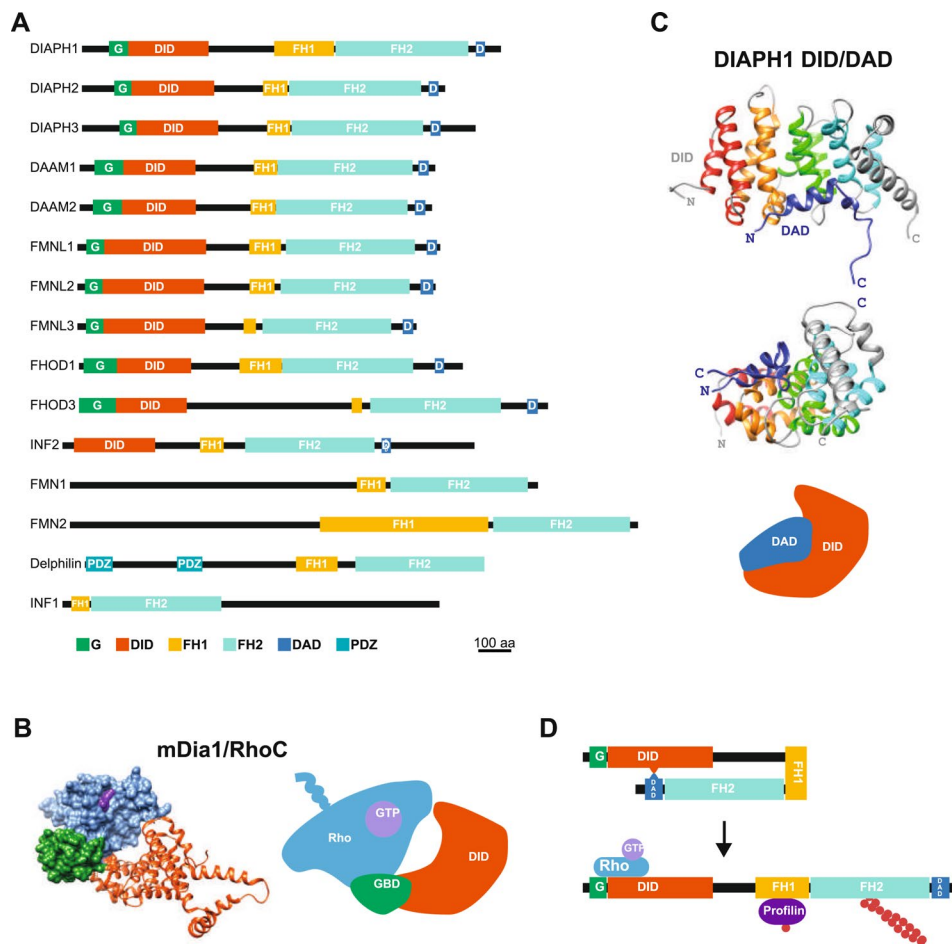 A
DIAPH1 G DID FH1 FH2 D
DIAPH2 G DID FH1 FH2 D
DIAPH3 G DID FH1 FH2 D
DAAM1 G DID FH1 FH2 D
DAAM2 G DID FH1 FH2 D
FMNL1 G DID FH1 FH2 D
FMNL2 G DID FH1 FH2 D
FMNL3 G DID FH2 D
FHOD1 G DID FH1 FH2 D
FHOD3 G DID FH2 D
INF2 DID FH1 FH2 D
FMN1 FH1 FH2
FMN2 FH1 FH2
Delphilin PDZ PDZ FH1 FH2
INF1 FH1 FH2
G DID FH1 FH2 DAD PDZ
100 aa
C
DIAPH1 DID/DAD
DID
N
N
DAD
C
C
C
C
N
N
C
DAD
DID
B
mDia1/RhoC
GTP
Rho
DID
GBD
D
G DID FH1
DAD FH2
GTP
Rho
G DID FH1 FH2 DAD
Profilin